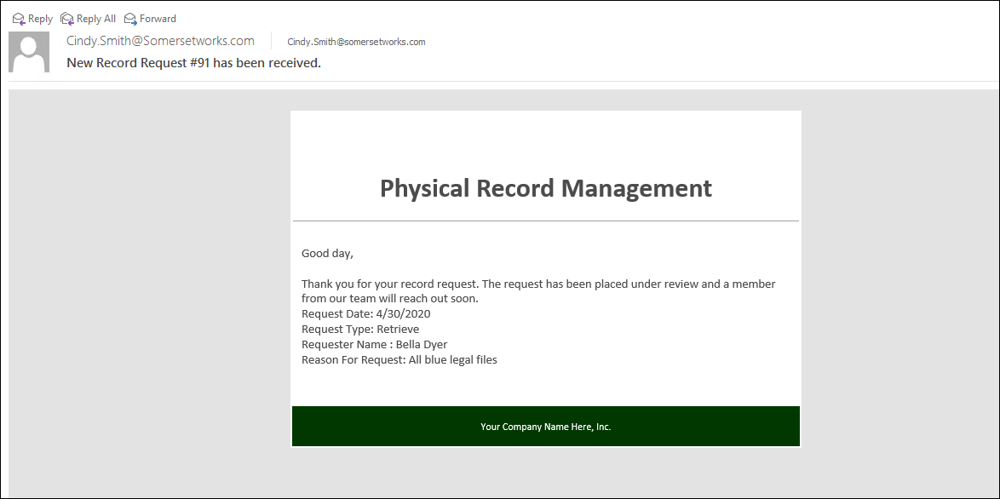 Reply Reply All Forward
Cindy.Smith@Somersetworks.com Cindy.Smith@somersetworks.com
New Record Request #91 has been received.
Physical Record Management
Good day,
Thank you for your record request. The request has been placed under review and a member
from our team will reach out soon.
Request Date: 4/30/2020
Request Type: Retrieve
Requester Name : Bella Dyer
Reason For Request: All blue legal files
Your Company Name Here, Inc.